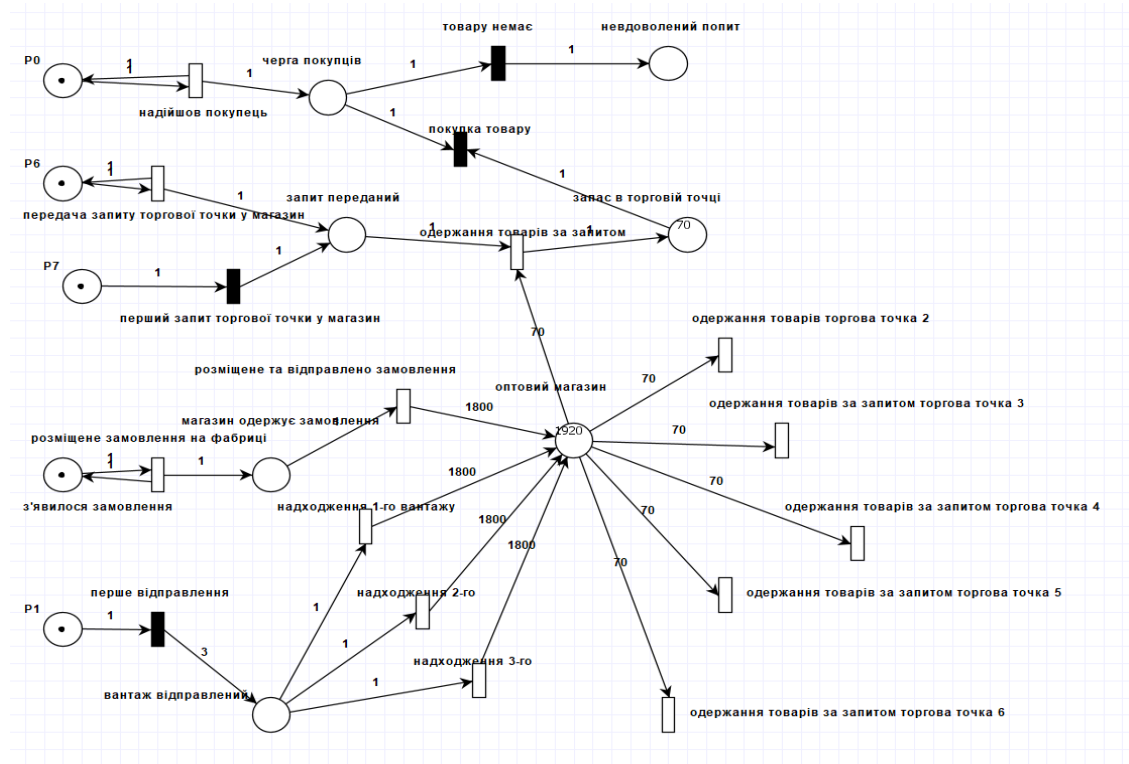 товару немає
невдоволений попит
P0
1
1
1
1
1
черга покупців
надійшов покупець
1
покупка товару
P6
1
1
1
запит переданий
1
запас в торговій точці
передача запиту торгової точки у магазин
1
одержання товарів за запитом
1
70
P7
1
1
перший запит торгової точки у магазин
70
одержання товарів торгова точка 2
розміщене та відправлено замовлення
оптовий магазин
70
1800
одержання товарів за запитом торгова точка 3
магазин одержує замовлення
1
1920
70
розміщене замовлення на фабриці
1
1
1
1800
70
з'явилося замовлення
надходження 1-го вантажу
1800
70
одержання товарів за запитом торгова точка 4
1800
70
P1
перше відправлення
надходження 2-го
одержання товарів за запитом торгова точка 5
1
1
3
1
надходження 3-го
1
вантаж відправлений
одержання товарів за запитом торгова точка 6